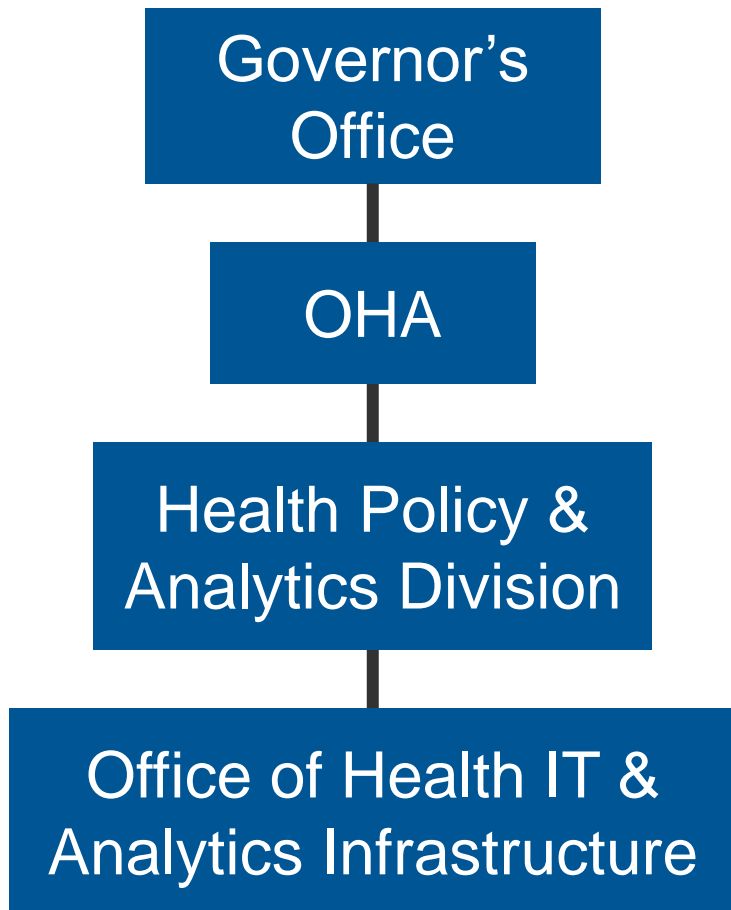 Governor’s
Office
OHA
Health Policy &
Analytics Division
Office of Health IT &
Analytics Infrastructure